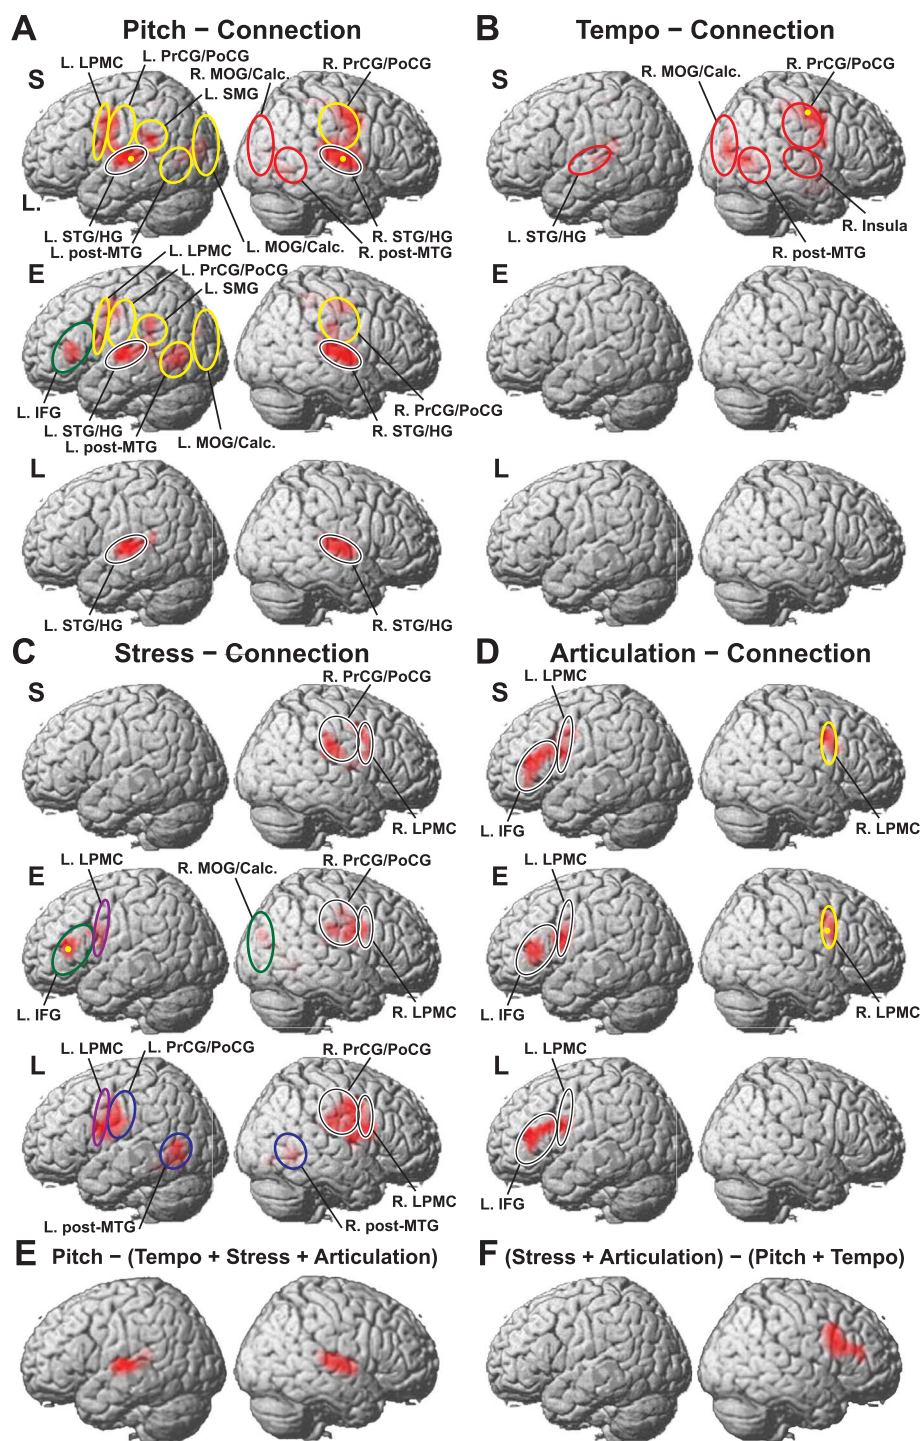 A Pitch − Connection
L. PrCG/PoCG
L. LPMC
R. MOG/Calc.
R. PrCG/PoCG
S
L. SMG
L.
L. STG/HG
R. STG/HG
L. post-MTG
L. MOG/Calc.
R. post-MTG
L. LPMC
E
L. PrCG/PoCG
L. SMG
L. IFG
R. PrCG/PoCG
L. STG/HG
R. STG/HG
L. post-MTG
L. MOG/Calc.
L
L. STG/HG
R. STG/HG
B Tempo − Connection
R. PrCG/PoCG
R. MOG/Calc.
S
L. STG/HG
R. Insula
R. post-MTG
E
L
C Stress − Connection
R. PrCG/PoCG
S
R. LPMC
L. LPMC
R. MOG/Calc.
R. PrCG/PoCG
E
L. IFG
R. LPMC
L. LPMC
L. PrCG/PoCG
R. PrCG/PoCG
L
R. LPMC
L. post-MTG
R. post-MTG
D Articulation − Connection
L. LPMC
S
L. IFG
R. LPMC
L. LPMC
E
L. IFG
R. LPMC
L. LPMC
L
L. IFG
E Pitch − (Tempo + Stress + Articulation)
F (Stress + Articulation) − (Pitch + Tempo)